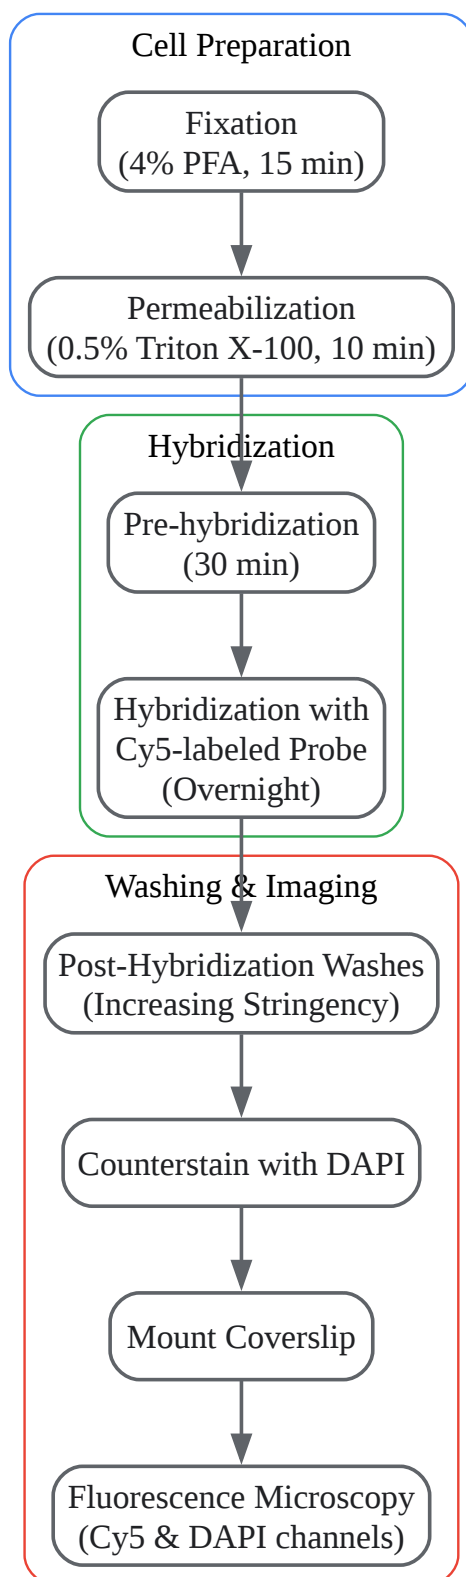 Cell Preparation
Fixation
(4% PFA, 15 min)
Permeabilization
(0.5% Triton X-100, 10 min)
Hybridization
Pre-hybridization
(30 min)
Hybridization with
Cy5-labeled Probe
(Overnight)
Washing & Imaging
Post-Hybridization Washes
(Increasing Stringency)
Counterstain with DAPI
Mount Coverslip
Fluorescence Microscopy
(Cy5 & DAPI channels)